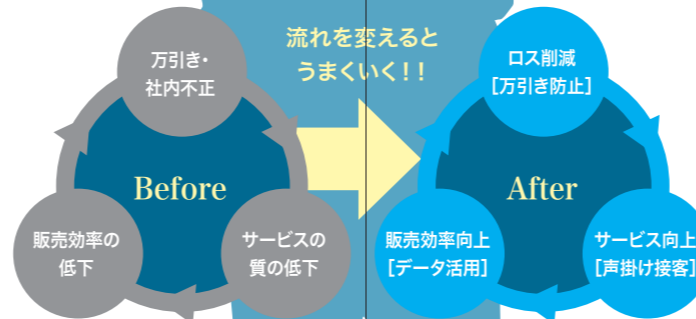 流れを変えると
うまくいく！！
万引き・
社内不正
Before
販売効率の
低下
サービスの
質の低下
ロス削減
［万引き防止］
After
販売効率向上
［データ活用］
サービス向上
［声掛け接客］